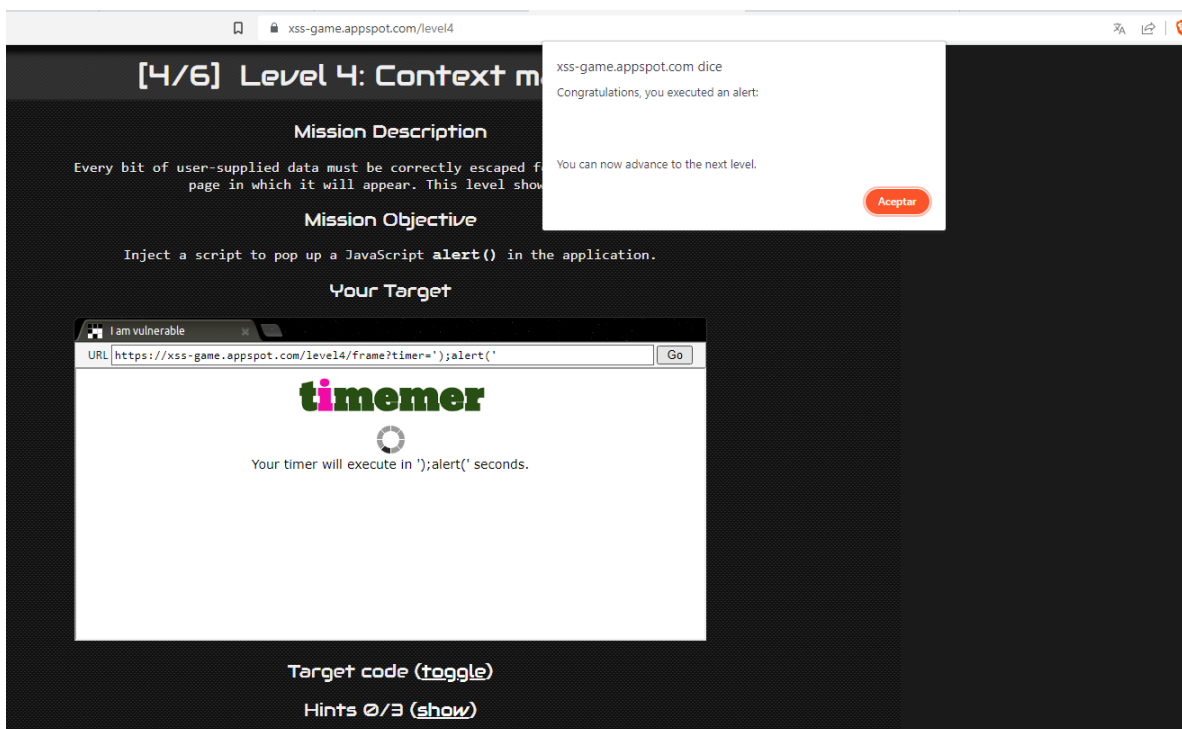 xss-game.appspot.com/level4
xss-game.appspot.com dice
Congratulations, you executed an alert:
You can now advance to the next level.
Aceptar
[4/6] Level 4: Context
Mission Description
Every bit of user-supplied data must be correctly escaped
page in which it will appear. This level
Mission Objective
Inject a script to pop up a JavaScript alert() in the application.
Your Target
I am vulnerable
URL https://xss-game.appspot.com/level4/frame?timer=');alert(' Go
timemer
Your timer will execute in ');alert(' seconds.
Target code (toggle)
Hints 0/3 (show)